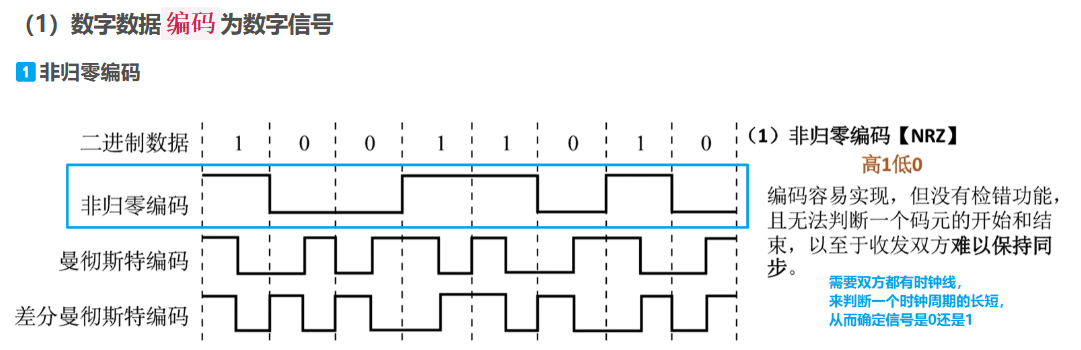 （1）数字数据 编码 为数字信号
1 非归零编码
二进制数据 1 0 0 1 1 0 1 0
非归零编码
曼彻斯特编码
差分曼彻斯特编码
（1）非归零编码【NRZ】
高1低0
编码容易实现，但没有检错功能，
且无法判断一个码元的开始和结
束，以至于收发双方难以保持同
步。
需要双方都有时钟线，
来判断一个时钟周期的长短，
从而确定信号是0还是1